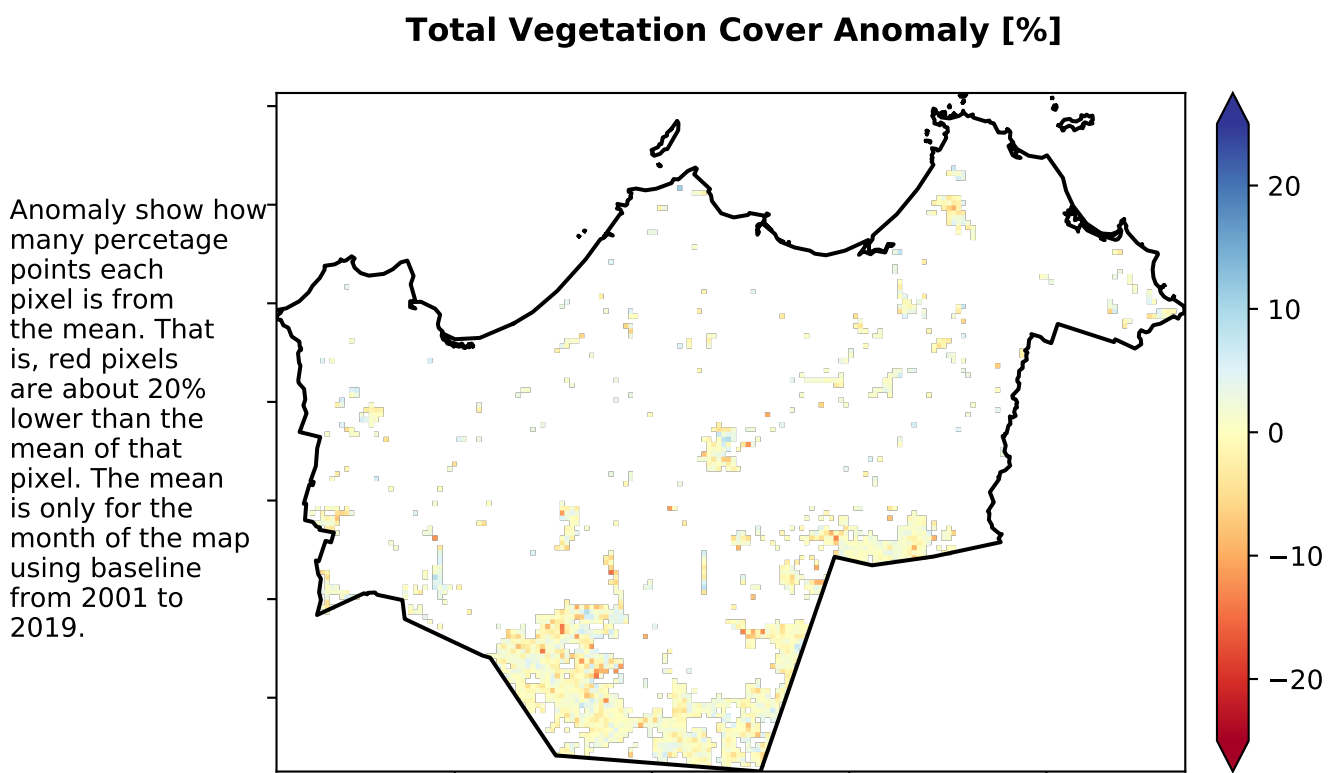 Total Vegetation Cover Anomaly [%]
Anomaly show how
many percetage
points each
pixel is from
the mean. That
is, red pixels
are about 20%
lower than the
mean of that
pixel. The mean
is only for the
month of the map
using baseline
from 2001 to
2019.
20
10
0
−10
−20